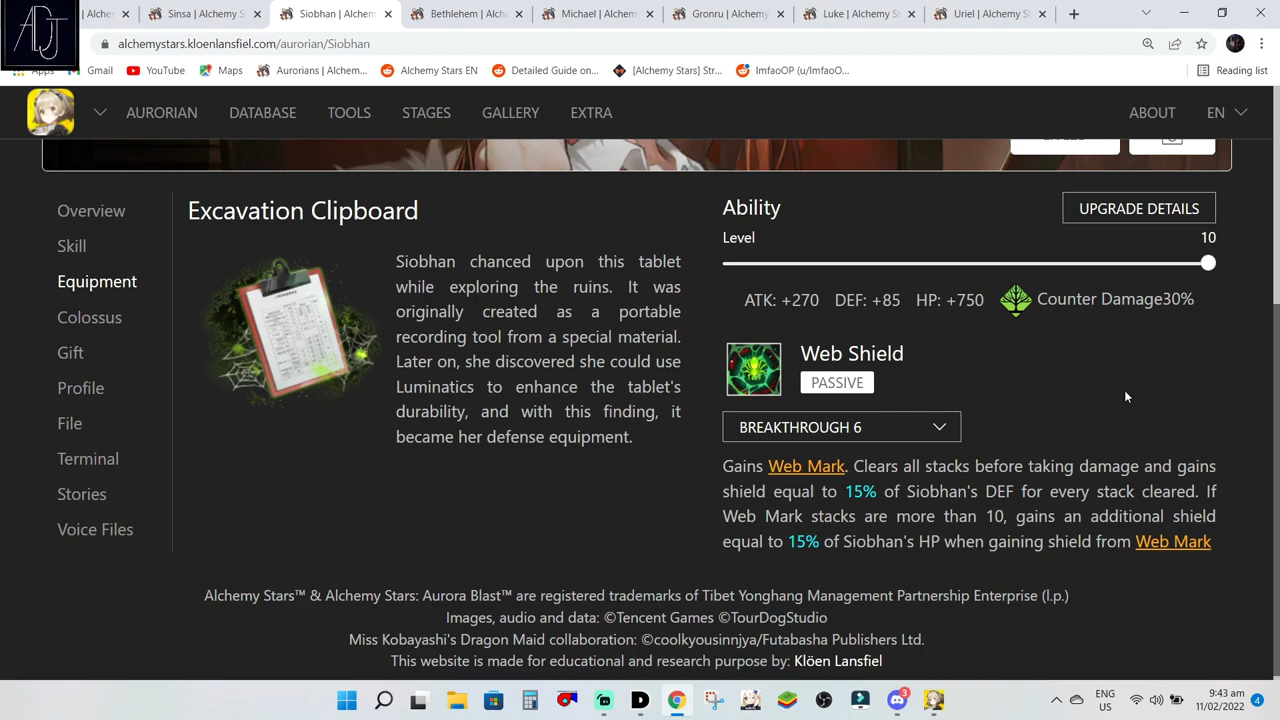 ADJ
Alchem
Sinsa | Alchemy S
Siobhan | Alchem
Bethlehem | Alchem
Michael | Alchemy
Gronru | Alchemy
Luke | Alchemy S
Uriel | Alchemy S
alchemystars.kloenlansfiel.com/aurorian/Siobhan
Apps
Gmail
YouTube
Maps
Aurorians | Alchem...
Alchemy Stars EN
Detailed Guide on...
[Alchemy Stars] Str...
lmfaoOP (u/lmfaoO...
Reading list
AURORIAN DATABASE TOOLS STAGES GALLERY EXTRA ABOUT EN
Overview
Skill
Equipment
Colossus
Gift
Profile
File
Terminal
Stories
Voice Files
Excavation Clipboard
Siobhan chanced upon this tablet
while exploring the ruins. It was
originally created as a portable
recording tool from a special material.
Later on, she discovered she could use
Luminatics to enhance the tablet's
durability, and with this finding, it
became her defense equipment.
Ability
UPGRADE DETAILS
Level 10
ATK: +270 DEF: +85 HP: +750 Counter Damage30%
Web Shield
PASSIVE
BREAKTHROUGH 6
Gains Web Mark. Clears all stacks before taking damage and gains
shield equal to 15% of Siobhan's DEF for every stack cleared. If
Web Mark stacks are more than 10, gains an additional shield
equal to 15% of Siobhan's HP when gaining shield from Web Mark
Alchemy Stars™ & Alchemy Stars: Aurora Blast™ are registered trademarks of Tibet Yonghang Management Partnership Enterprise (l.p.)
Images, audio and data: ©Tencent Games ©TourDogStudio
Miss Kobayashi's Dragon Maid collaboration: ©coolkyousinnjya/Futabasha Publishers Ltd.
This website is made for educational and research purpose by: Klöen Lansfiel
ENG
US
9:43 am
11/02/2022
4
3